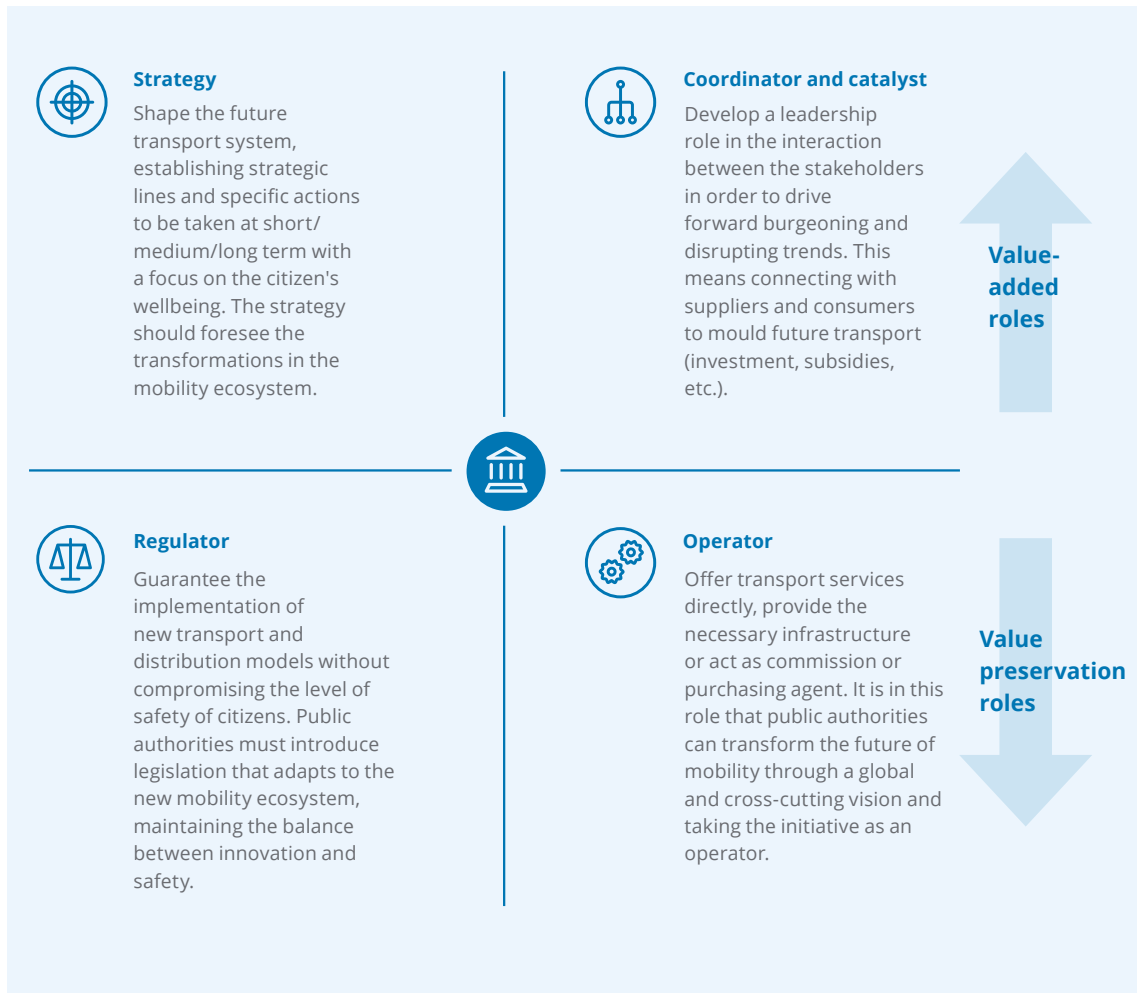 Strategy
Shape the future
transport system,
establishing strategic
lines and specific actions
to be taken at short/
medium/long term with
a focus on the citizen's
wellbeing. The strategy
should foresee the
transformations in the
mobility ecosystem.
Coordinator and catalyst
Develop a leadership
role in the interaction
between the stakeholders
in order to drive
forward burgeoning and
disrupting trends. This
means connecting with
suppliers and consumers
to mould future transport
(investment, subsidies,
etc.).
Value-
added
roles
Regulator
Guarantee the
implementation of
new transport and
distribution models without
compromising the level of
safety of citizens. Public
authorities must introduce
legislation that adapts to the
new mobility ecosystem,
maintaining the balance
between innovation and
safety.
Operator
Offer transport services
directly, provide the
necessary infrastructure
or act as commission or
purchasing agent. It is in this
role that public authorities
can transform the future of
mobility through a global
and cross-cutting vision and
taking the initiative as an
operator.
Value
preservation
roles